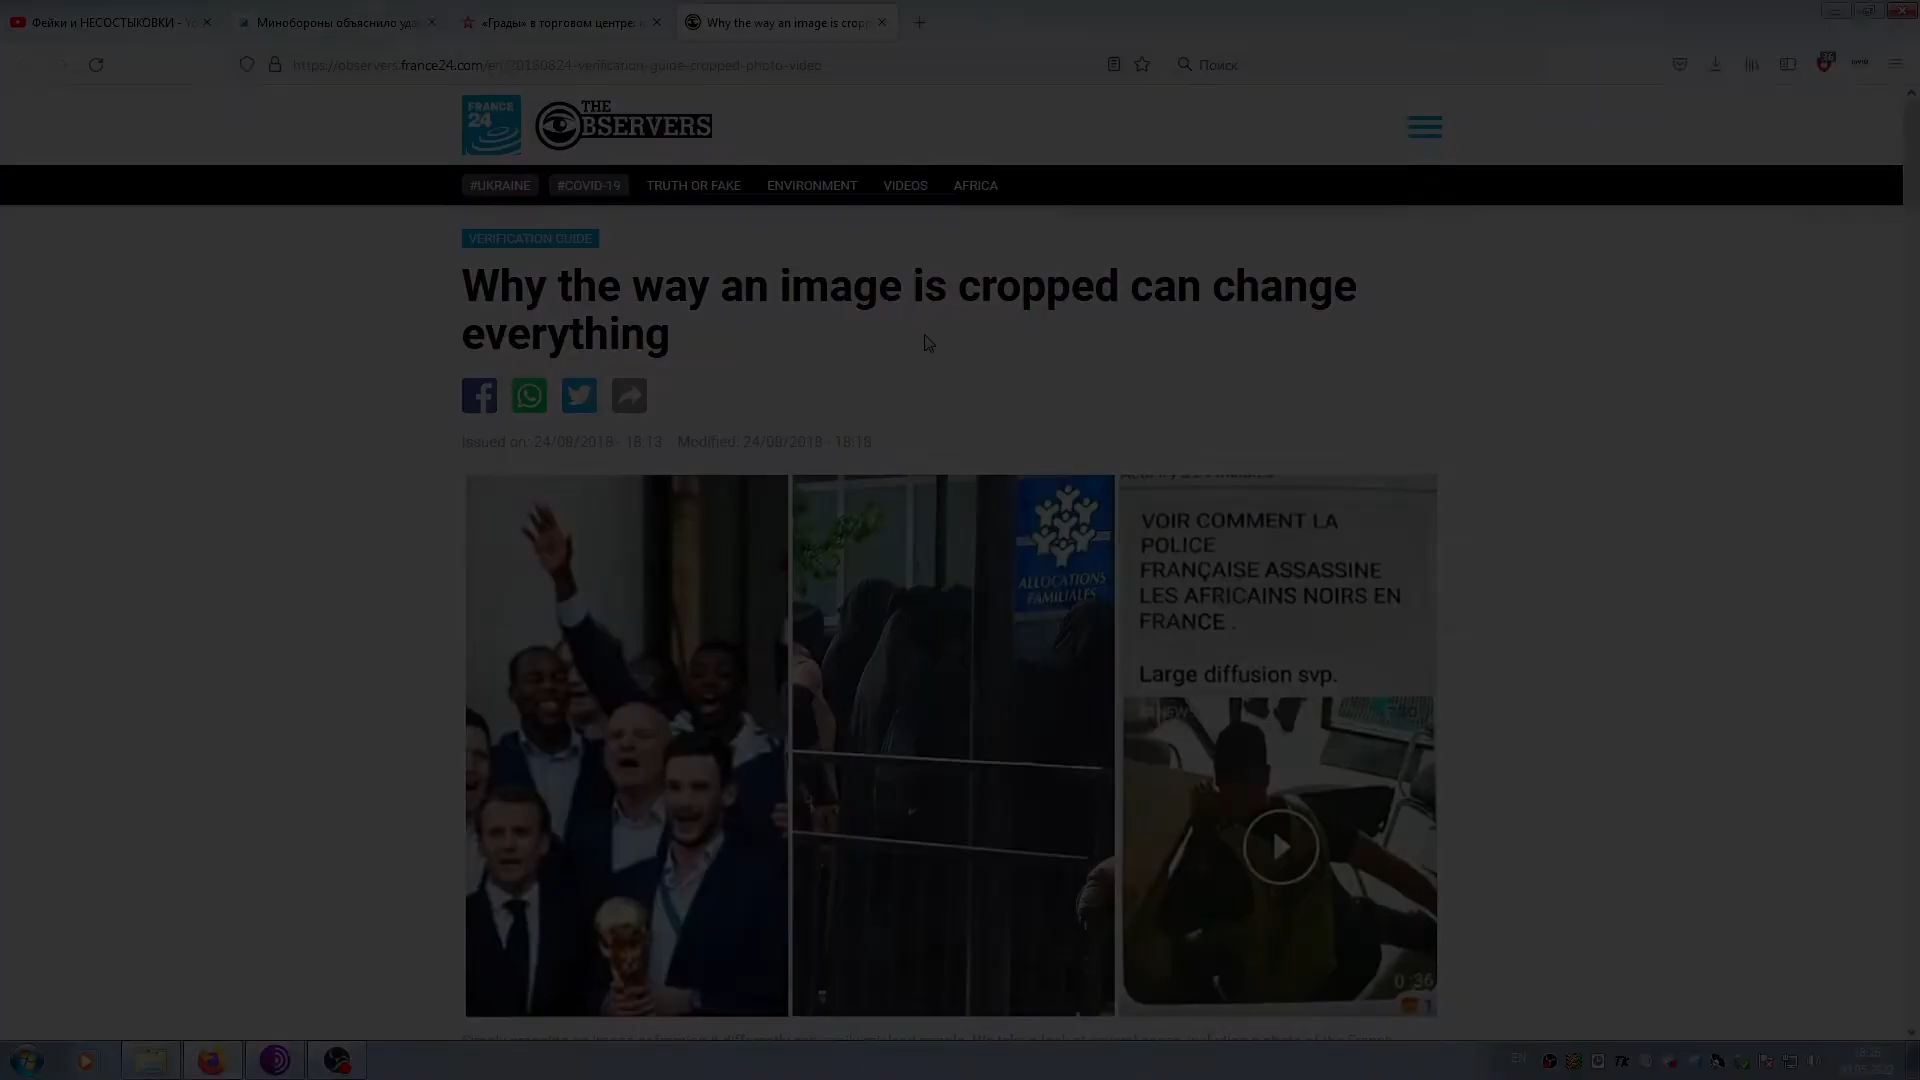 Фейки и НЕСОСТЫКОВКИ - Yo
Минобороны объяснило уда
«Грады» в торговом центре:
Why the way an image is cropp
https://observers.france24.com/en/20180824-verification-guide-cropped-photo-video
Поиск
FRANCE 24
THE OBSERVERS
#UKRAINE
#COVID-19
TRUTH OR FAKE
ENVIRONMENT
VIDEOS
AFRICA
VERIFICATION GUIDE
Why the way an image is cropped can change
everything
Issued on: 24/08/2018 - 18:13 Modified: 24/08/2018 - 18:18
ALLOCATIONS
FAMILIALES
VOIR COMMENT LA
POLICE
FRANÇAISE ASSASSINE
LES AFRICAINS NOIRS EN
FRANCE .
Large diffusion svp.
0:36
EN